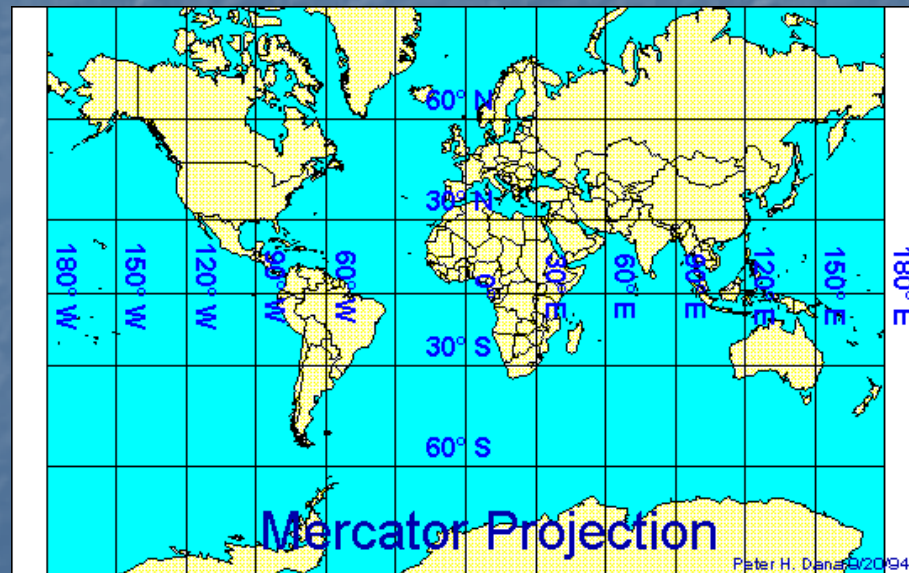 60° N
30° N
180° W
150° W
120° W
90° W
60° W
0°
30° E
60° E
90° E
120° E
150° E
180° E
30° S
60° S
Mercator Projection
Peter H. Dana 9/20/94